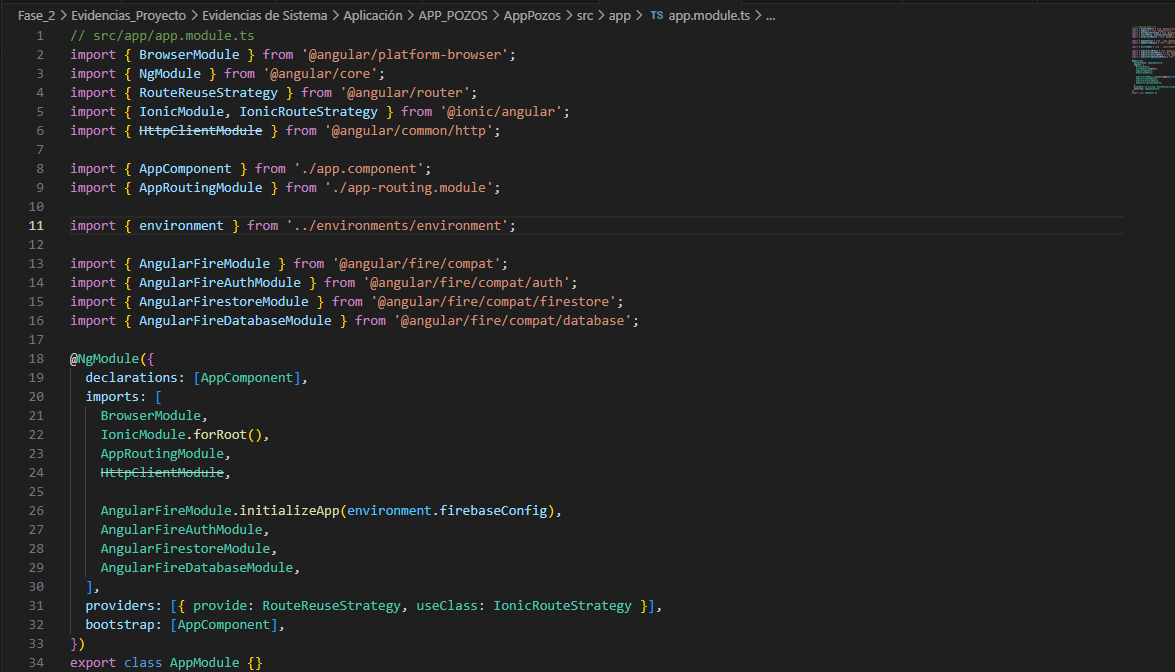 Fase_2 > Evidencias_Proyecto > Evidencias de Sistema > Aplicación > APP_POZOS > AppPozos > src > app > TS app.module.ts > ...
1 // src/app/app.module.ts
2 import { BrowserModule } from '@angular/platform-browser';
3 import { NgModule } from '@angular/core';
4 import { RouteReuseStrategy } from '@angular/router';
5 import { IonicModule, IonicRouteStrategy } from '@ionic/angular';
6 import { HttpClientModule } from '@angular/common/http';
7
8 import { AppComponent } from './app.component';
9 import { AppRoutingModule } from './app-routing.module';
10
11 import { environment } from '../environments/environment';
12
13 import { AngularFireModule } from '@angular/fire/compat';
14 import { AngularFireAuthModule } from '@angular/fire/compat/auth';
15 import { AngularFirestoreModule } from '@angular/fire/compat/firestore';
16 import { AngularFireDatabaseModule } from '@angular/fire/compat/database';
17
18 @NgModule({
19   declarations: [AppComponent],
20   imports: [
21     BrowserModule,
22     IonicModule.forRoot(),
23     AppRoutingModule,
24     HttpClientModule,
25
26     AngularFireModule.initializeApp(environment.firebaseConfig),
27     AngularFireAuthModule,
28     AngularFirestoreModule,
29     AngularFireDatabaseModule,
30   ],
31   providers: [{ provide: RouteReuseStrategy, useClass: IonicRouteStrategy }],
32   bootstrap: [AppComponent],
33 })
34 export class AppModule {}